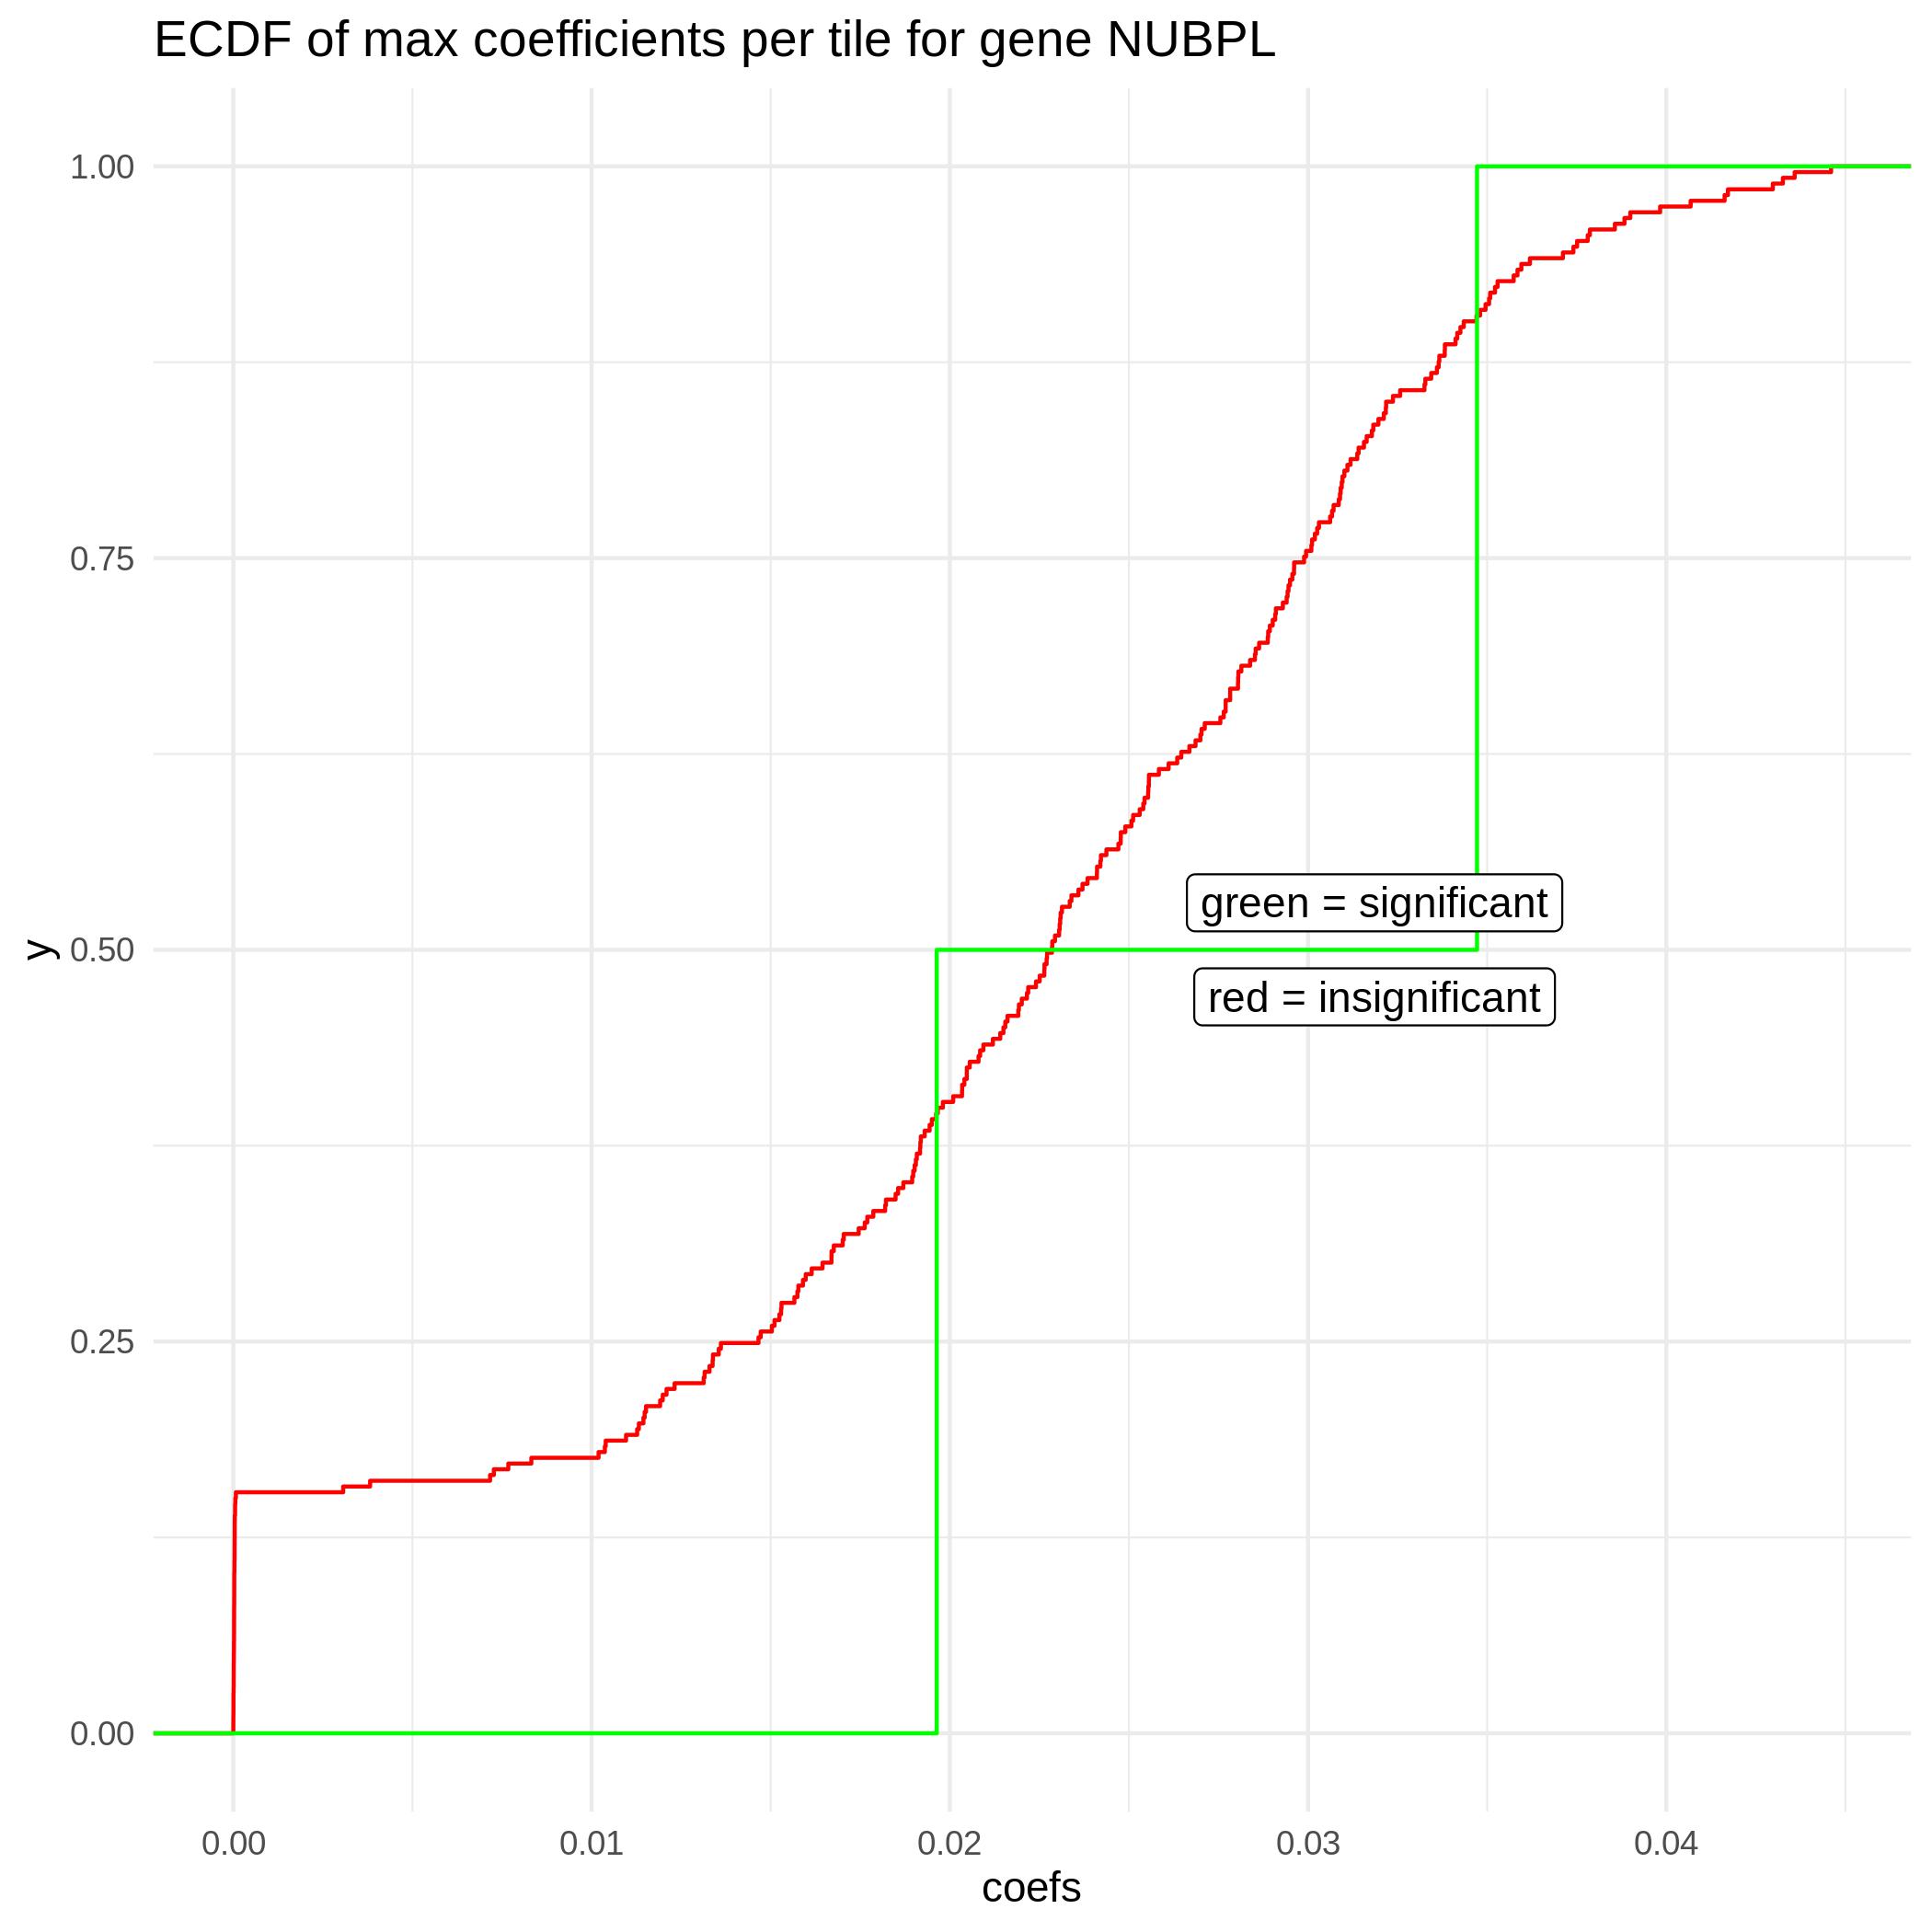 ECDF of max coefficients per tile for gene NUBPL
1.00
0.75
0.50
0.25
0.00
y
green = significant
red = insignificant
0.00 0.01 0.02 0.03 0.04
coefs